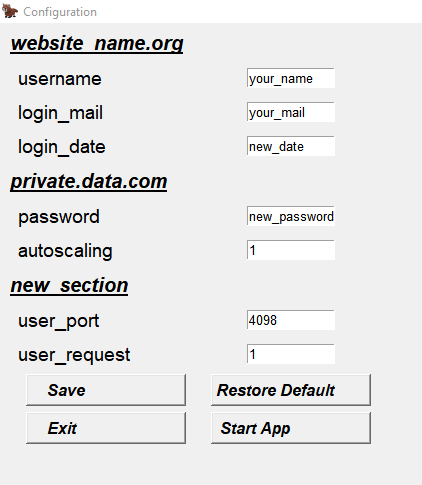 Configuration
website_name.org
username your_name
login_mail your_mail
login_date new_date
private.data.com
password new_password
autoscaling 1
new_section
user_port 4098
user_request 1
Save Restore Default
Exit Start App